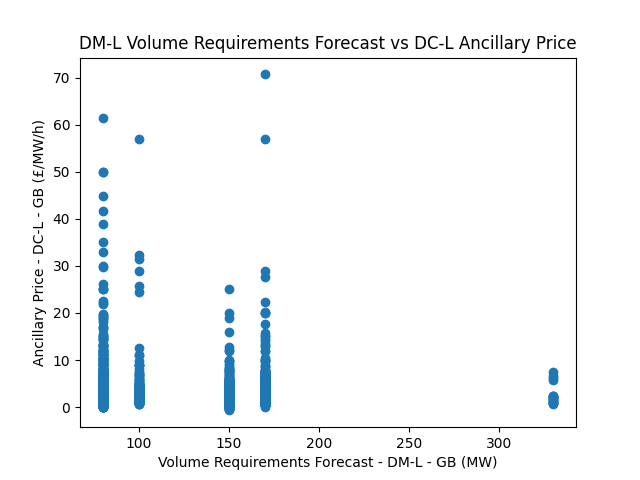 DM-L Volume Requirements Forecast vs DC-L Ancillary Price
70
60
50
40
30
20
10
0
Ancillary Price - DC-L - GB (£/MW/h)
100 150 200 250 300
Volume Requirements Forecast - DM-L - GB (MW)